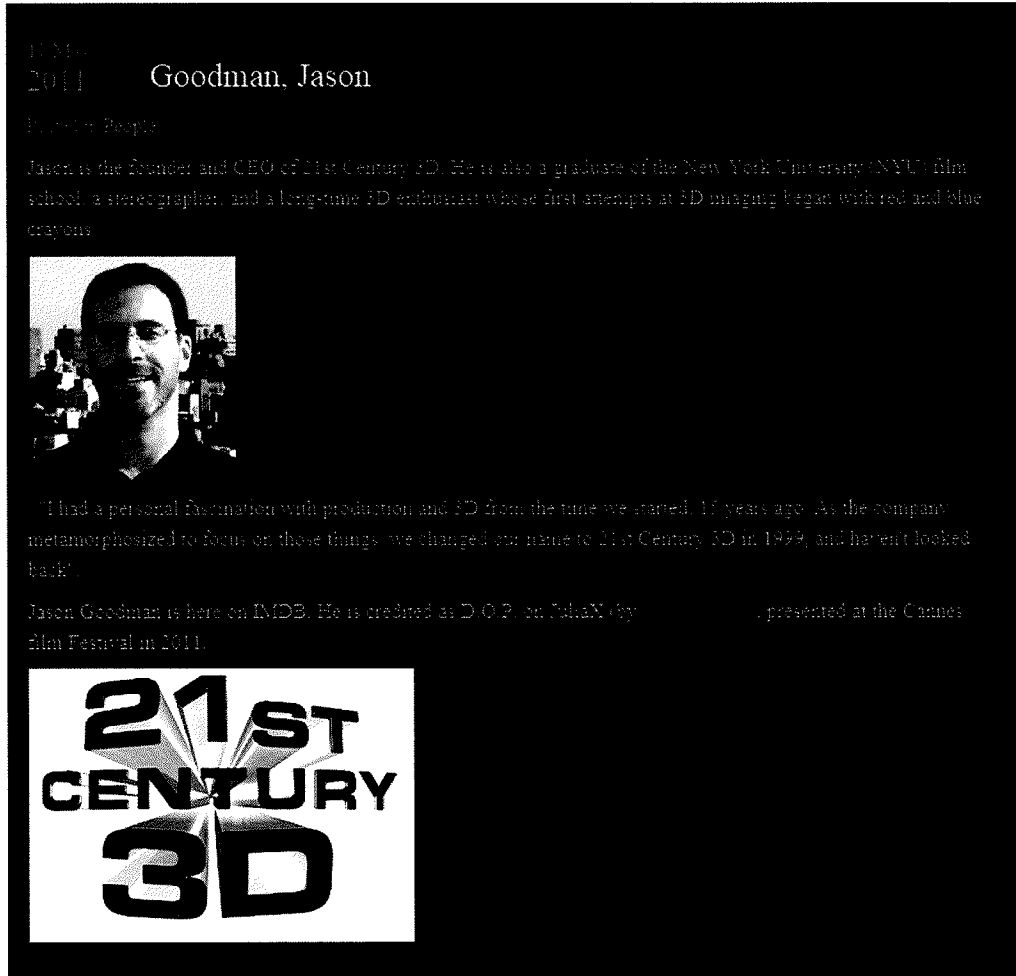 2011
Goodman, Jason
People
Jason is the founder and CEO of 21st Century 3D. He is also a graduate of the New York University (NYU) film
school, a stereographer, and a long-time 3D enthusiast whose first attempts at 3D imaging began with red and blue
crayons
"I had a personal fascination with production and 3D from the time we started, 15 years ago. As the company
metamorphosized to focus on those things, we changed our name to 21st Century 3D in 1999, and haven't looked
back".
Jason Goodman is here on IMDB. He is credited as D.O.P. on JuliaX (by , presented at the Cannes
film Festival in 2011.
21ST
CENTURY
3D